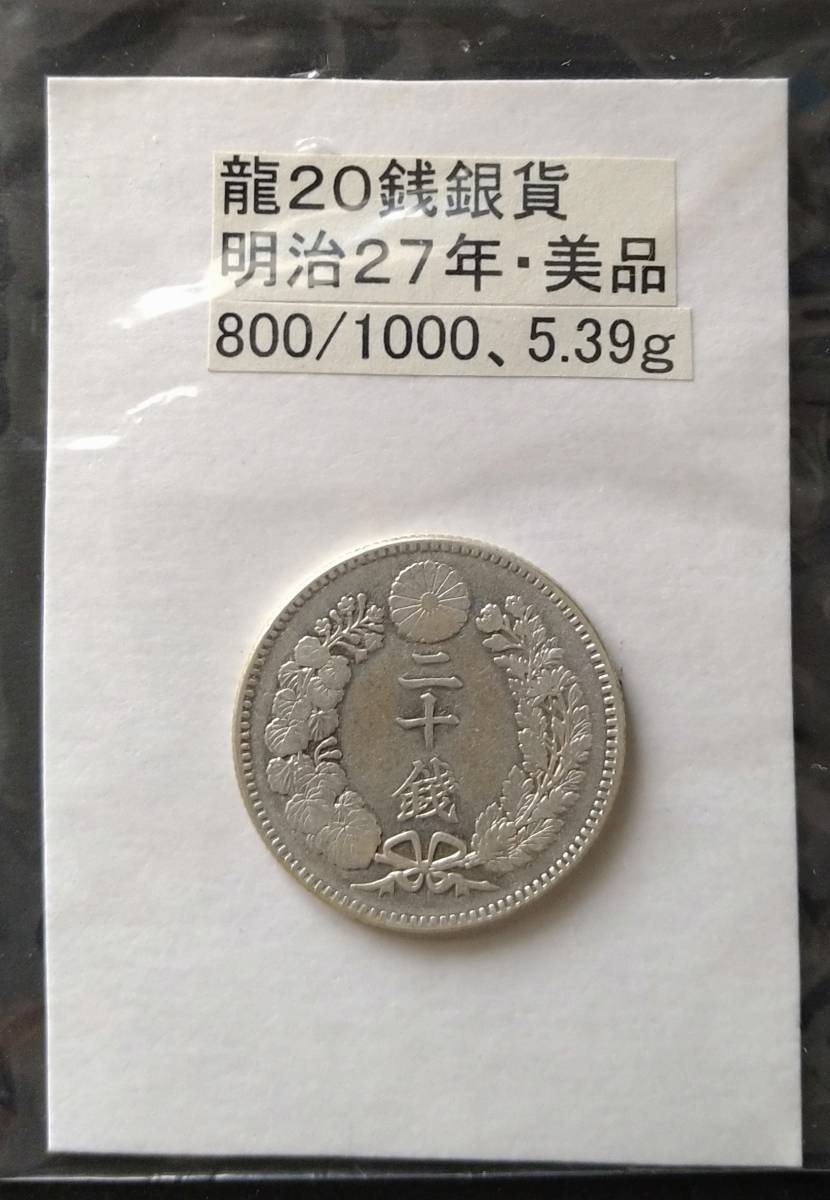 龍20銭銀貨
明治27年・美品
800/1000、5.39g
二十錢